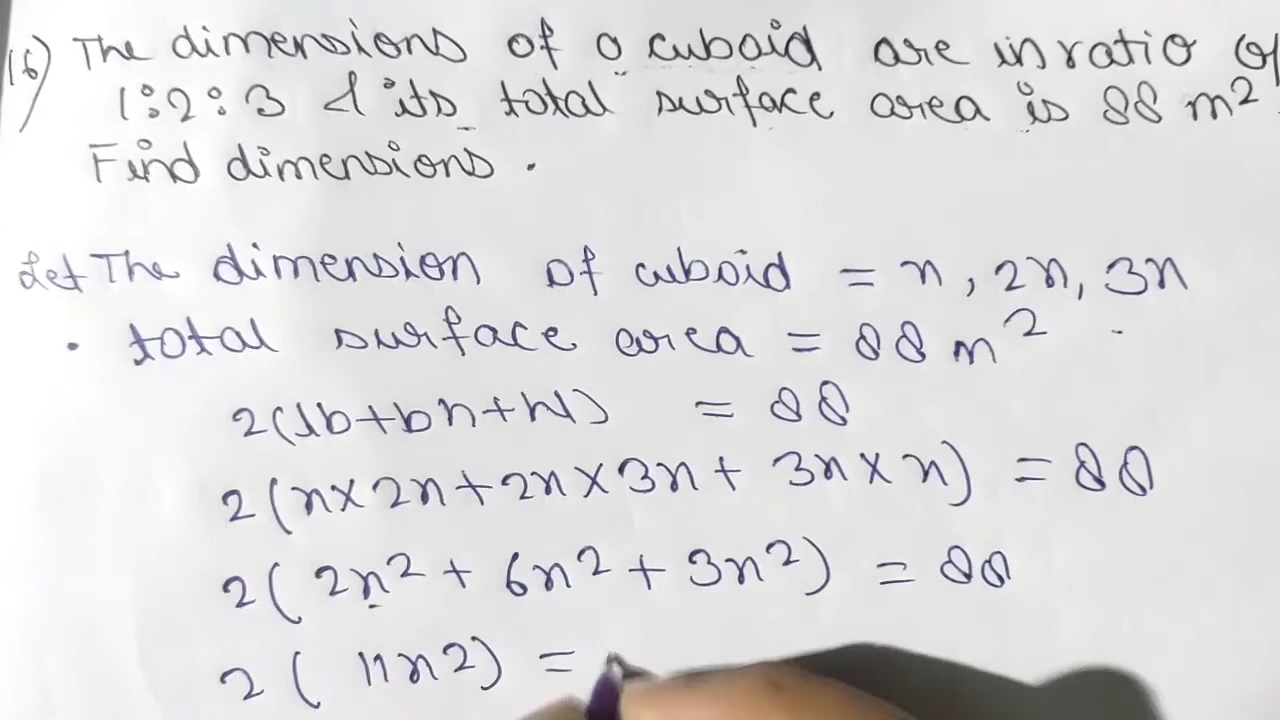 16) The dimensions of a cuboid are in ratio of
1:2:3 & its total surface area is 88 m²
Find dimensions.
Let The dimension of cuboid = x, 2x, 3x
• total surface area = 88 m²
2(lb+bh+hl) = 88
2(x×2x+2x×3x+3x×x) = 88
2(2x²+6x²+3x²) = 88
2(11x2) =